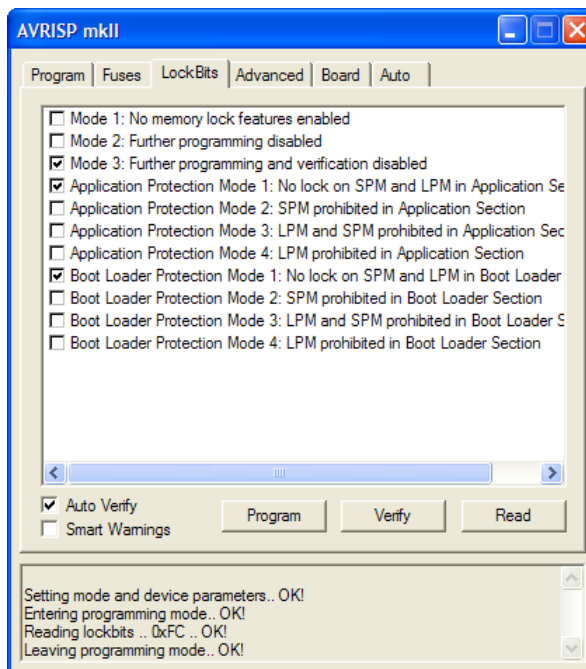 AVRISP mkII
Program Fuses LockBits Advanced Board Auto
Mode 1: No memory lock features enabled
Mode 2: Further programming disabled
Mode 3: Further programming and verification disabled
Application Protection Mode 1: No lock on SPM and LPM in Application Se
Application Protection Mode 2: SPM prohibited in Application Section
Application Protection Mode 3: LPM and SPM prohibited in Application Sec
Application Protection Mode 4: LPM prohibited in Application Section
Boot Loader Protection Mode 1: No lock on SPM and LPM in Boot Loader
Boot Loader Protection Mode 2: SPM prohibited in Boot Loader Section
Boot Loader Protection Mode 3: LPM and SPM prohibited in Boot Loader S
Boot Loader Protection Mode 4: LPM prohibited in Boot Loader Section
Auto Verify
Smart Warnings
Program Verify Read
Setting mode and device parameters.. OK!
Entering programming mode.. OK!
Reading lockbits .. 0xFC .. OK!
Leaving programming mode.. OK!